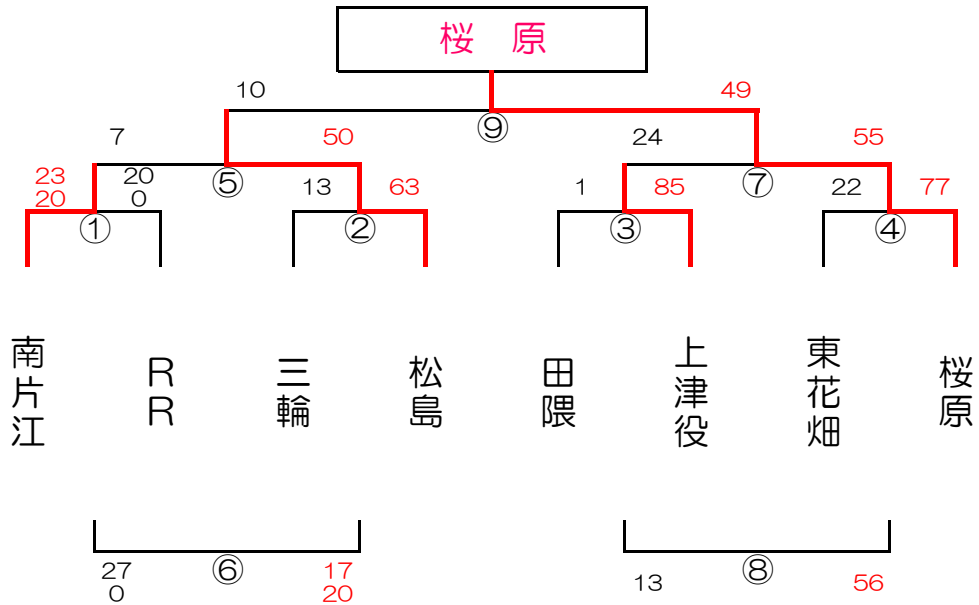 桜 原
10 49
⑨
7 50 24 55
⑤ ⑦
23 20 13 63 1 85 22 77
20 0
① ② ③ ④
南片江
RR
三輪
松島
田隈
上津役
東花畑
桜原
⑥ ⑧
27 17 13 56
0 20